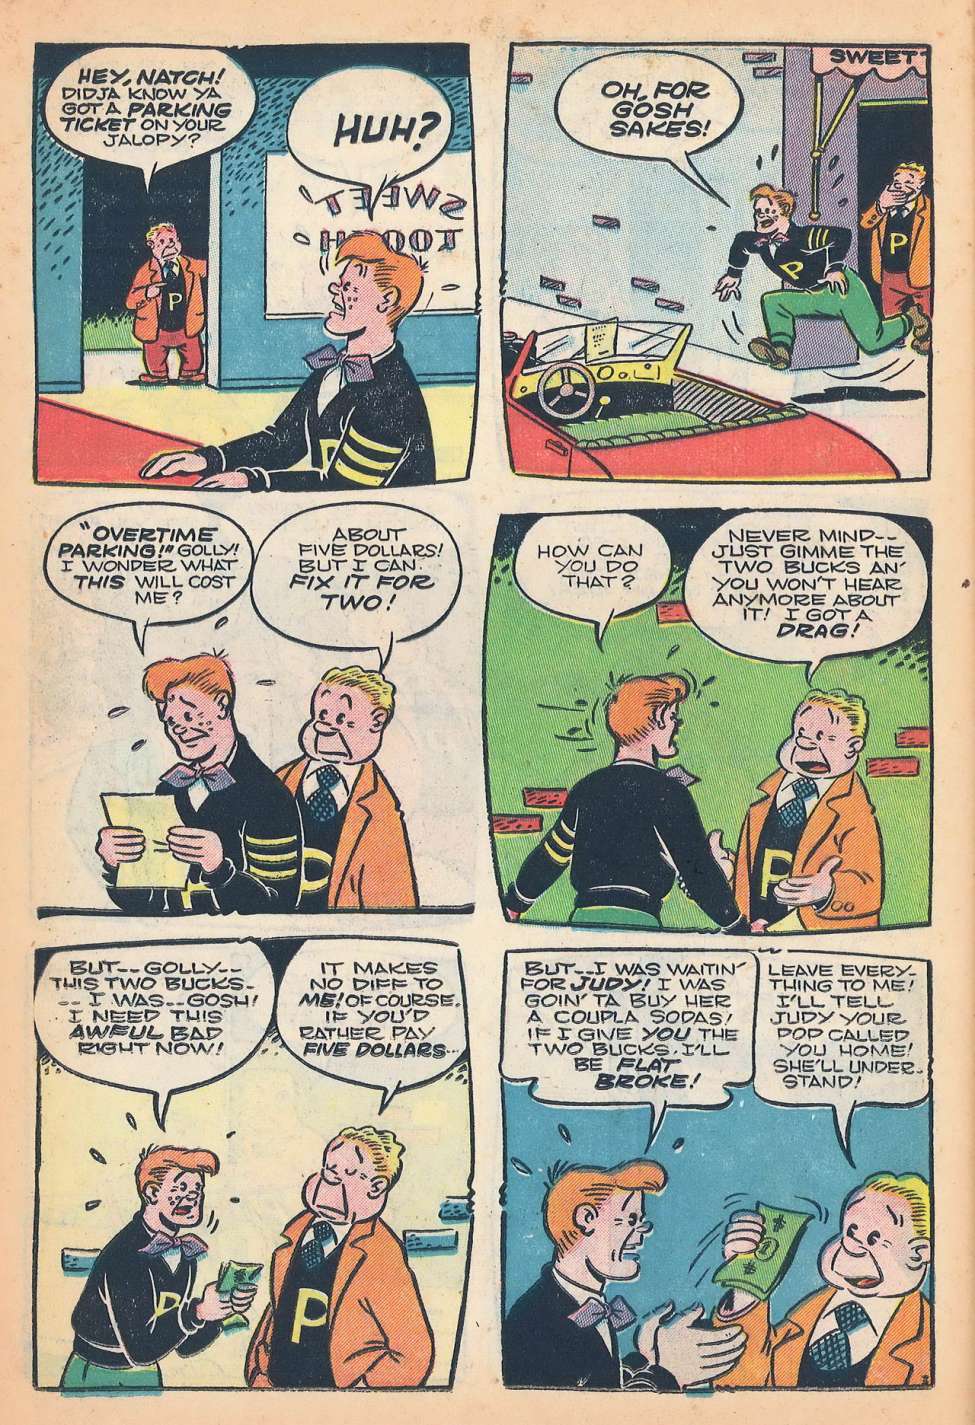 HEY, NATCH!
DIDJA KNOW YA
GOT A PARKING
TICKET ON YOUR
JALOPY?
HUH?
SWEET
TOOTH
P
P
OH, FOR
GOSH
SAKES!
SWEET
P
P
"OVERTIME
PARKING!" GOLLY!
I WONDER WHAT
THIS WILL COST
ME?
ABOUT
FIVE DOLLARS!
BUT I CAN
FIX IT FOR
TWO!
P
P
HOW CAN
YOU DO
THAT?
NEVER MIND--
JUST GIMME THE
TWO BUCKS AN'
YOU WON'T HEAR
ANYMORE ABOUT
IT! I GOT A
DRAG!
P
BUT--GOLLY--
THIS TWO BUCKS-
-- I WAS--GOSH!
I NEED THIS
AWFUL BAD
RIGHT NOW!
IT MAKES
NO DIFF TO
ME! OF COURSE,
IF YOU'D
RATHER PAY
FIVE DOLLARS--
P
P
BUT--I WAS WAITIN'
FOR JUDY! I WAS
GOIN' TA BUY HER
A COUPLA SODAS!
IF I GIVE YOU THE
TWO BUCKS, I'LL
BE FLAT
BROKE!
LEAVE EVERY-
THING TO ME!
I'LL TELL
JUDY YOUR
POP CALLED
YOU HOME!
SHE'LL UNDER-
STAND!